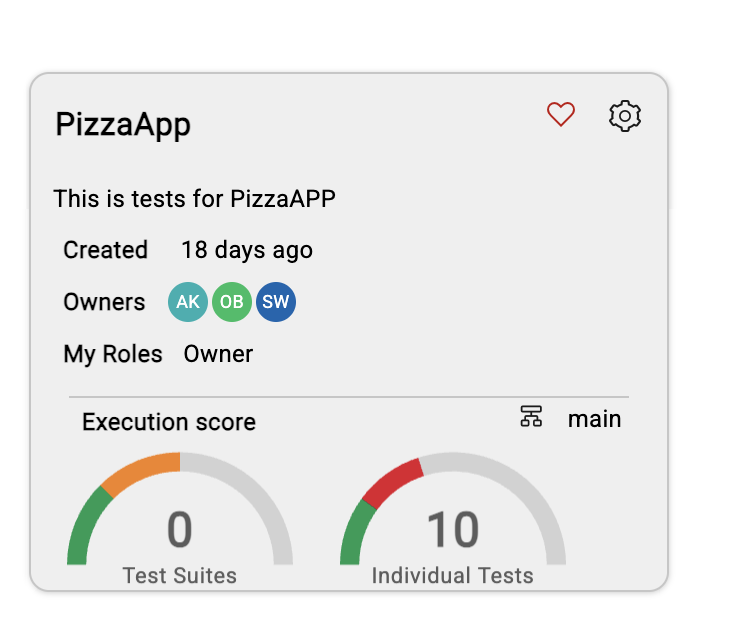 PizzaApp
This is tests for PizzaAPP
Created 18 days ago
Owners AK OB SW
My Roles Owner
Execution score main
0 10
Test Suites Individual Tests